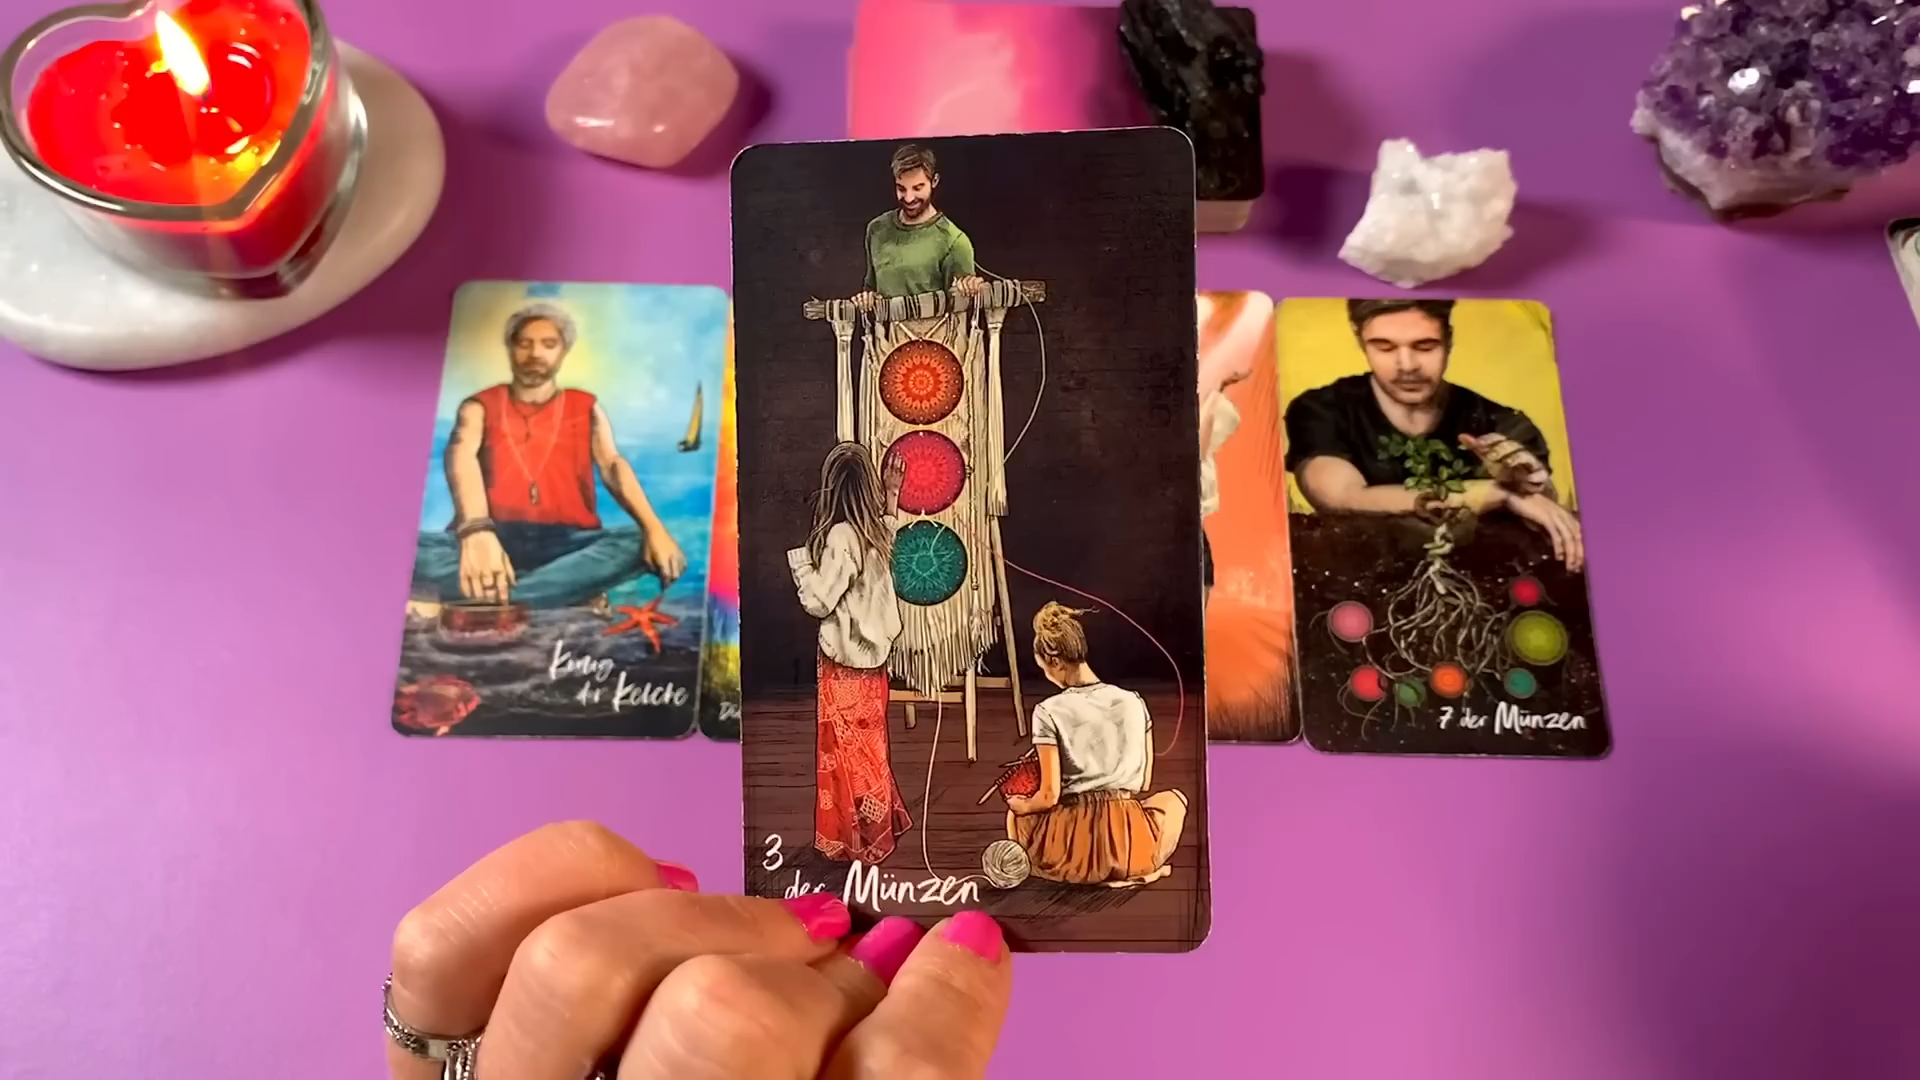 König
der Kelche
3
der Münzen
7 der Münzen